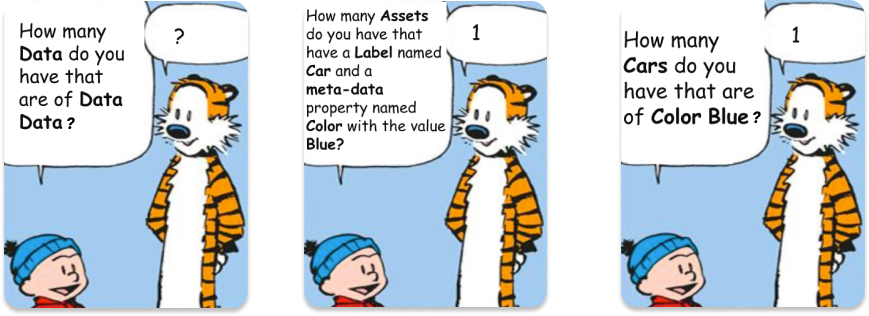 How many
Data do you
have that
are of Data
Data?
?
How many Assets
do you have that
have a Label named
Car and a
meta-data
property named
Color with the value
Blue?
1
How many
Cars do you
have that are
of Color Blue?
1